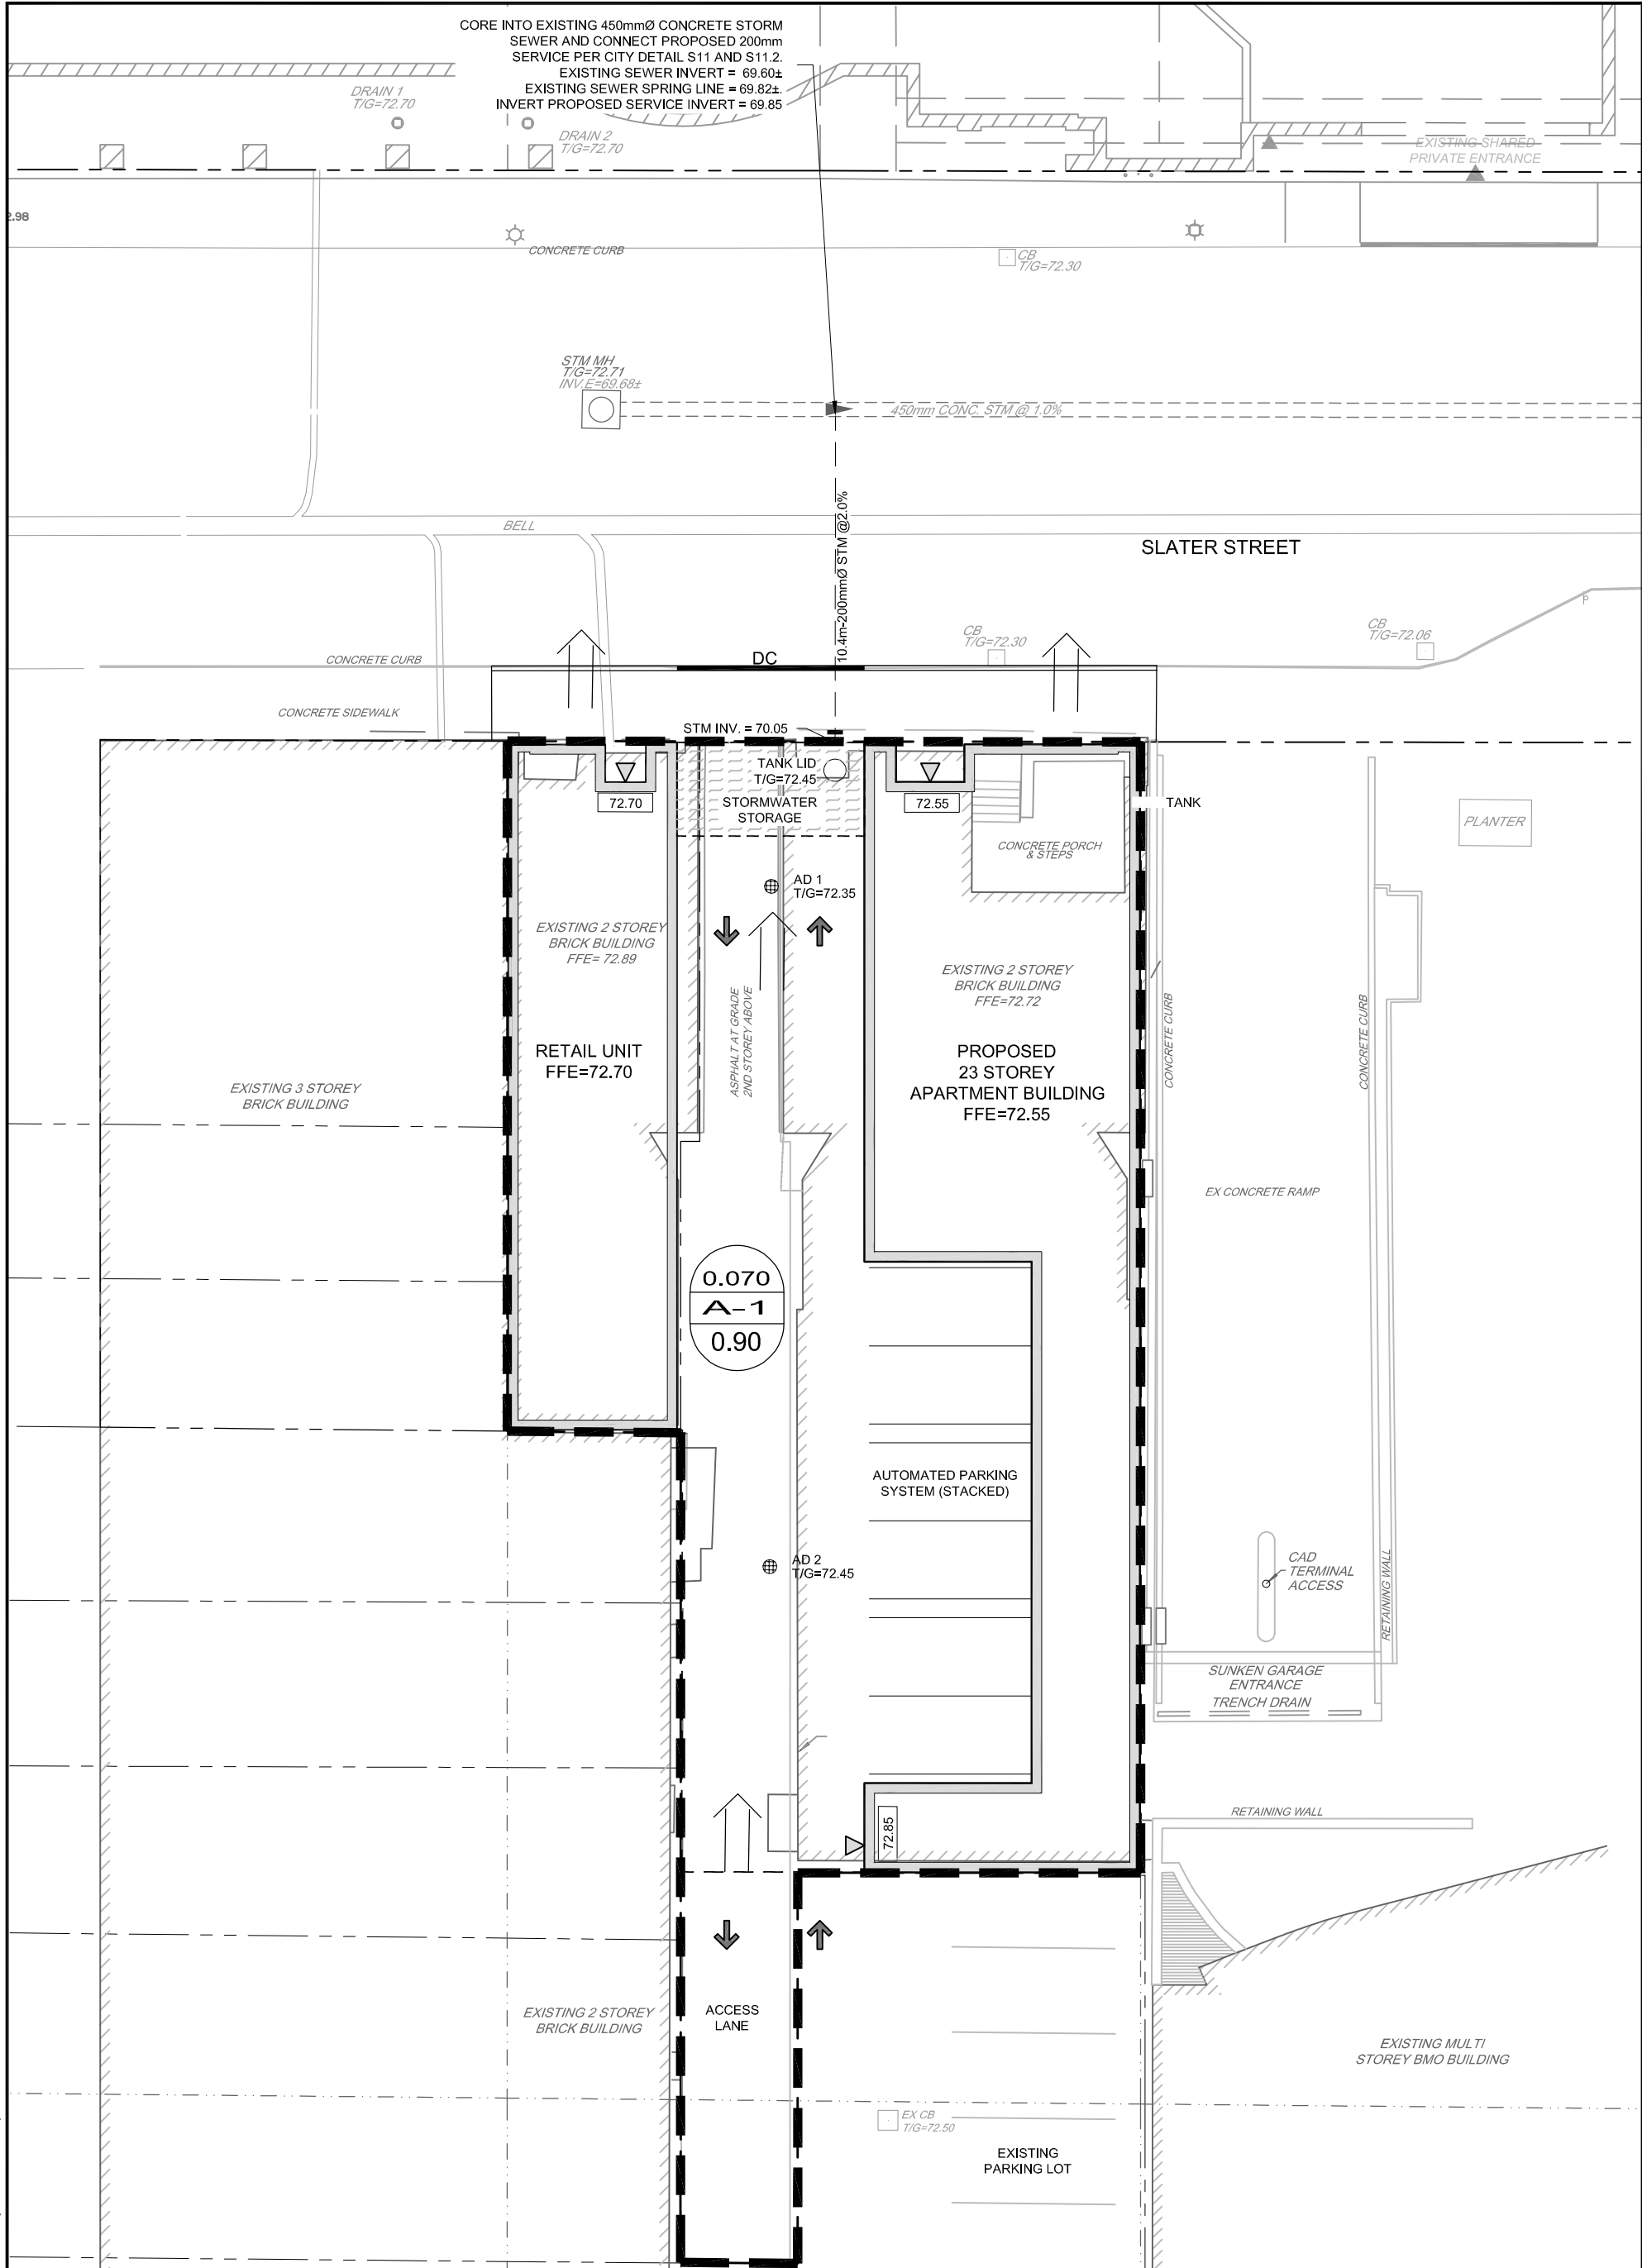 CORE INTO EXISTING 450mmØ CONCRETE STORM
SEWER AND CONNECT PROPOSED 200mm
SERVICE PER CITY DETAIL S11 AND S11.2.
EXISTING SEWER INVERT = 69.60±
EXISTING SEWER SPRING LINE = 69.82±.
INVERT PROPOSED SERVICE INVERT = 69.85
DRAIN 1
T/G=72.70
DRAIN 2
T/G=72.70
EXISTING SHARED
PRIVATE ENTRANCE
2.98
CONCRETE CURB
CB
T/G=72.30
STM MH
T/G=72.71
INV.E=69.68±
450mm CONC. STM @ 1.0%
10.4m-200mmØ STM @2.0%
BELL
SLATER STREET
P
CB
T/G=72.30
CB
T/G=72.06
CONCRETE CURB
DC
CONCRETE SIDEWALK
STM INV. = 70.05
TANK LID
T/G=72.45
STORMWATER
STORAGE
72.70
72.55
TANK
PLANTER
CONCRETE PORCH
& STEPS
AD 1
T/G=72.35
EXISTING 2 STOREY
BRICK BUILDING
FFE= 72.89
EXISTING 2 STOREY
BRICK BUILDING
FFE=72.72
ASPHALT AT GRADE
2ND STOREY ABOVE
CONCRETE CURB
CONCRETE CURB
RETAIL UNIT
FFE=72.70
PROPOSED
23 STOREY
APARTMENT BUILDING
FFE=72.55
EXISTING 3 STOREY
BRICK BUILDING
EX CONCRETE RAMP
0.070
A-1
0.90
AUTOMATED PARKING
SYSTEM (STACKED)
AD 2
T/G=72.45
CAD
TERMINAL
ACCESS
RETAINING WALL
SUNKEN GARAGE
ENTRANCE
TRENCH DRAIN
RETAINING WALL
72.85
ACCESS
LANE
EXISTING 2 STOREY
BRICK BUILDING
EXISTING MULTI
STOREY BMO BUILDING
EX CB
T/G=72.50
EXISTING
PARKING LOT